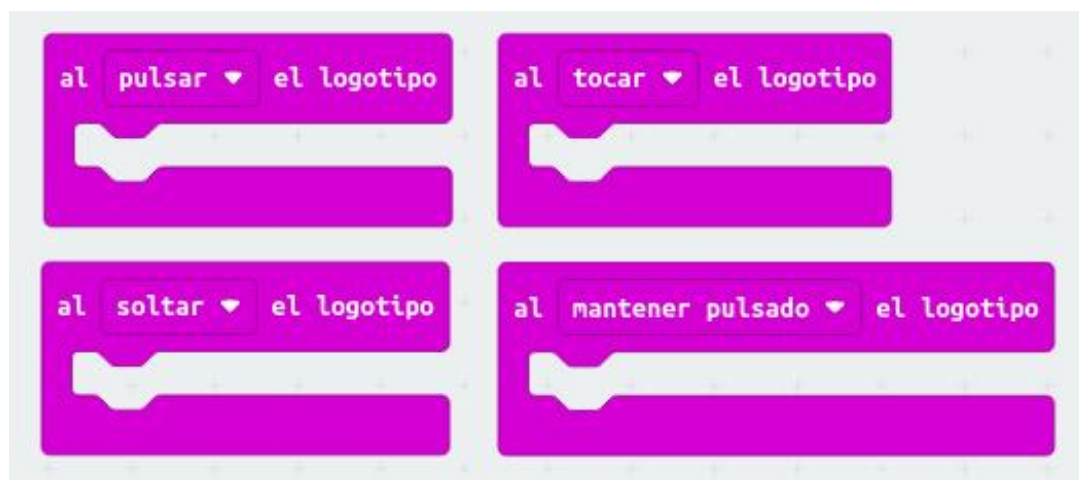 al pulsar el logotipo
al tocar el logotipo
al soltar el logotipo
al mantener pulsado el logotipo